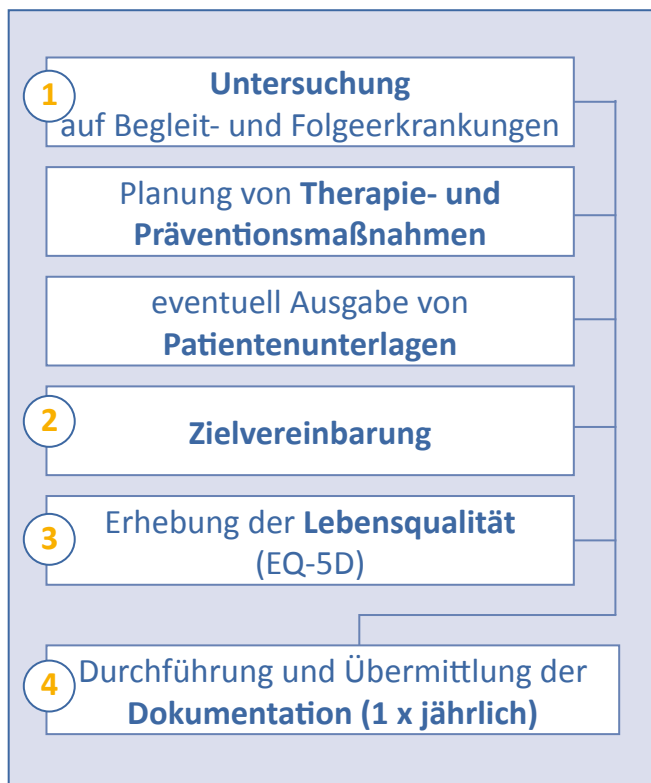 1
Untersuchung
auf Begleit- und Folgeerkrankungen
Planung von Therapie- und
Präventionsmaßnahmen
eventuell Ausgabe von
Patientenunterlagen
2
Zielvereinbarung
3
Erhebung der Lebensqualität
(EQ-5D)
4
Durchführung und Übermittlung der
Dokumentation (1 x jährlich)